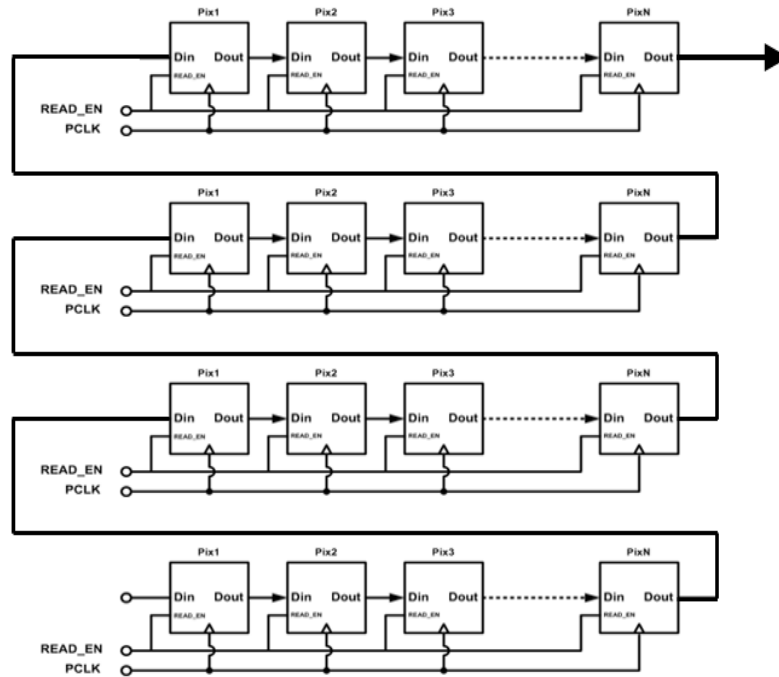 Pix1 Pix2 Pix3 PixN
Din Dout Din Dout Din Dout Din Dout
READ_EN READ_EN READ_EN READ_EN
READ_EN
PCLK
Pix1 Pix2 Pix3 PixN
Din Dout Din Dout Din Dout Din Dout
READ_EN READ_EN READ_EN READ_EN
READ_EN
PCLK
Pix1 Pix2 Pix3 PixN
Din Dout Din Dout Din Dout Din Dout
READ_EN READ_EN READ_EN READ_EN
READ_EN
PCLK
Pix1 Pix2 Pix3 PixN
Din Dout Din Dout Din Dout Din Dout
READ_EN READ_EN READ_EN READ_EN
READ_EN
PCLK